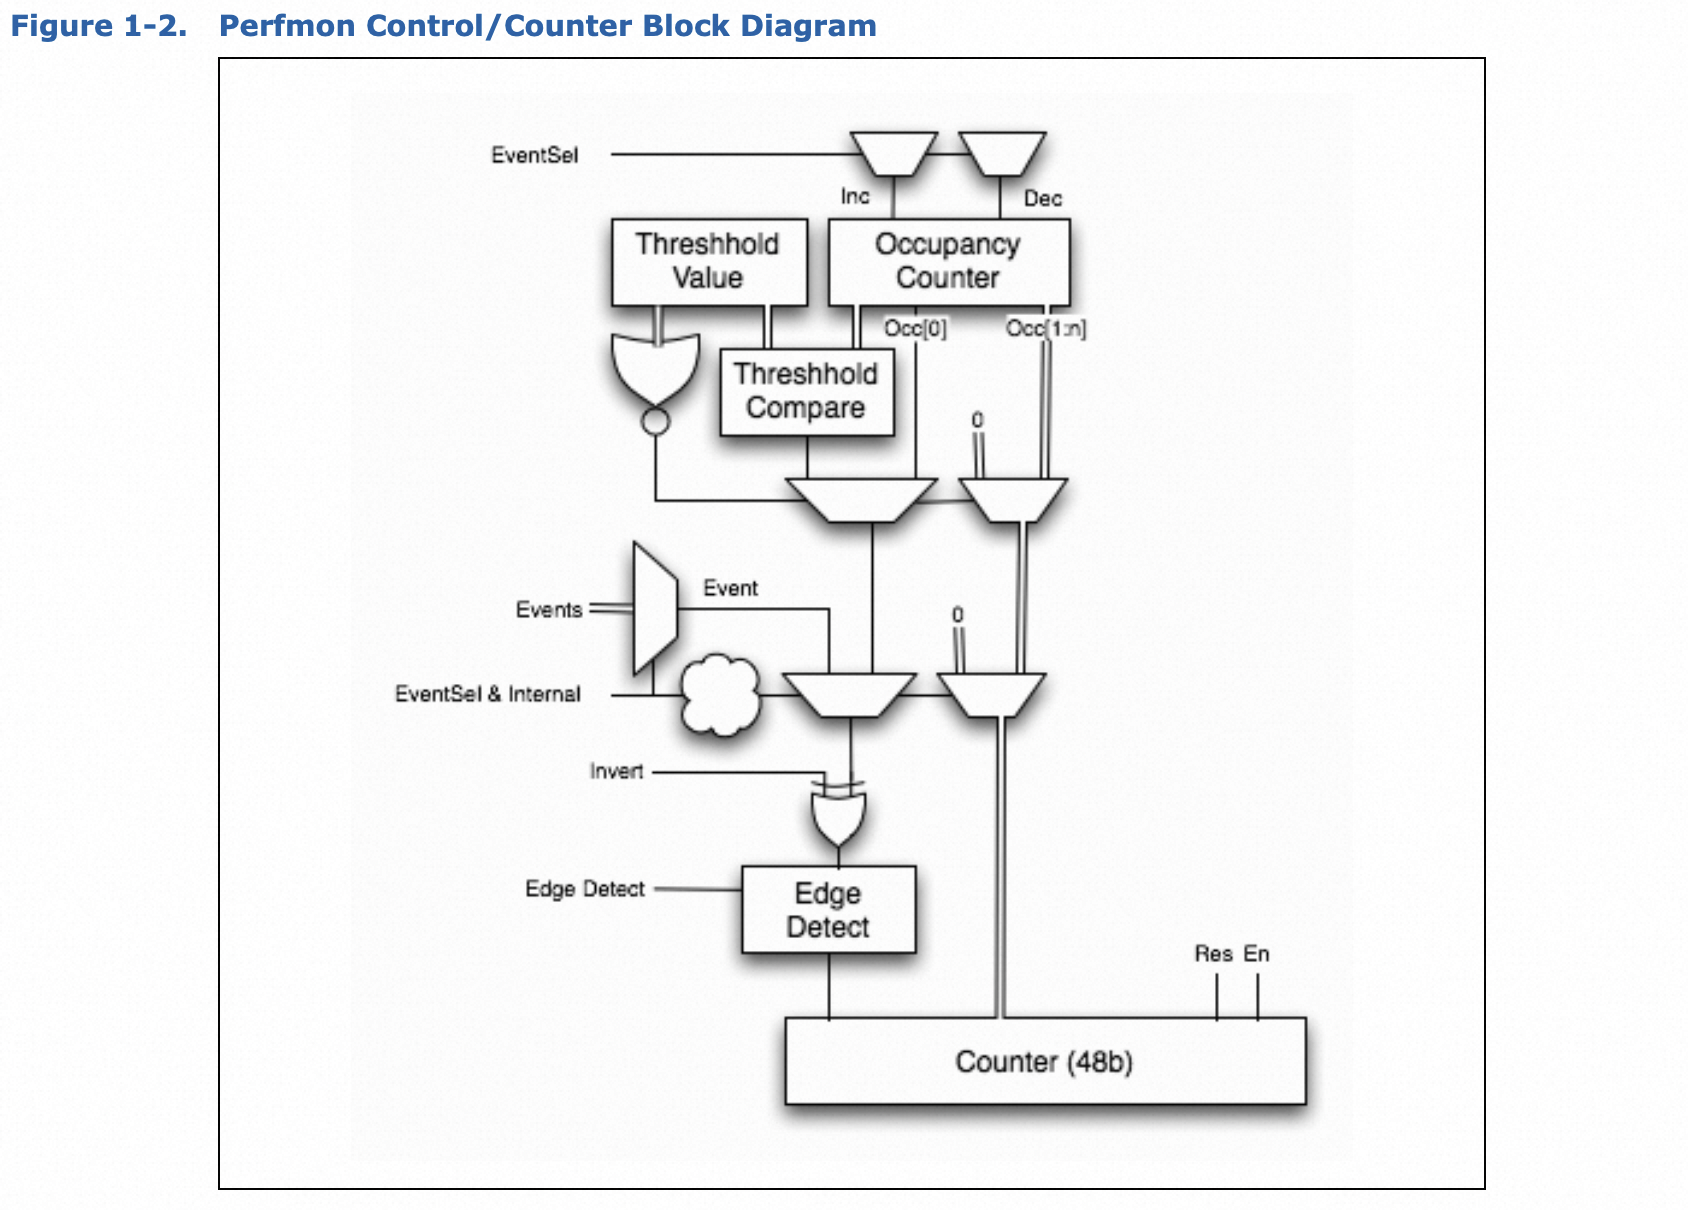 Figure 1-2. Perfmon Control/Counter Block Diagram
EventSel
Inc
Dec
Threshhold
Value
Occupancy
Counter
Occ[0]
Occ[1:n]
Threshhold
Compare
0
Events
Event
0
EventSel & Internal
Invert
Edge Detect
Edge
Detect
Res En
Counter (48b)